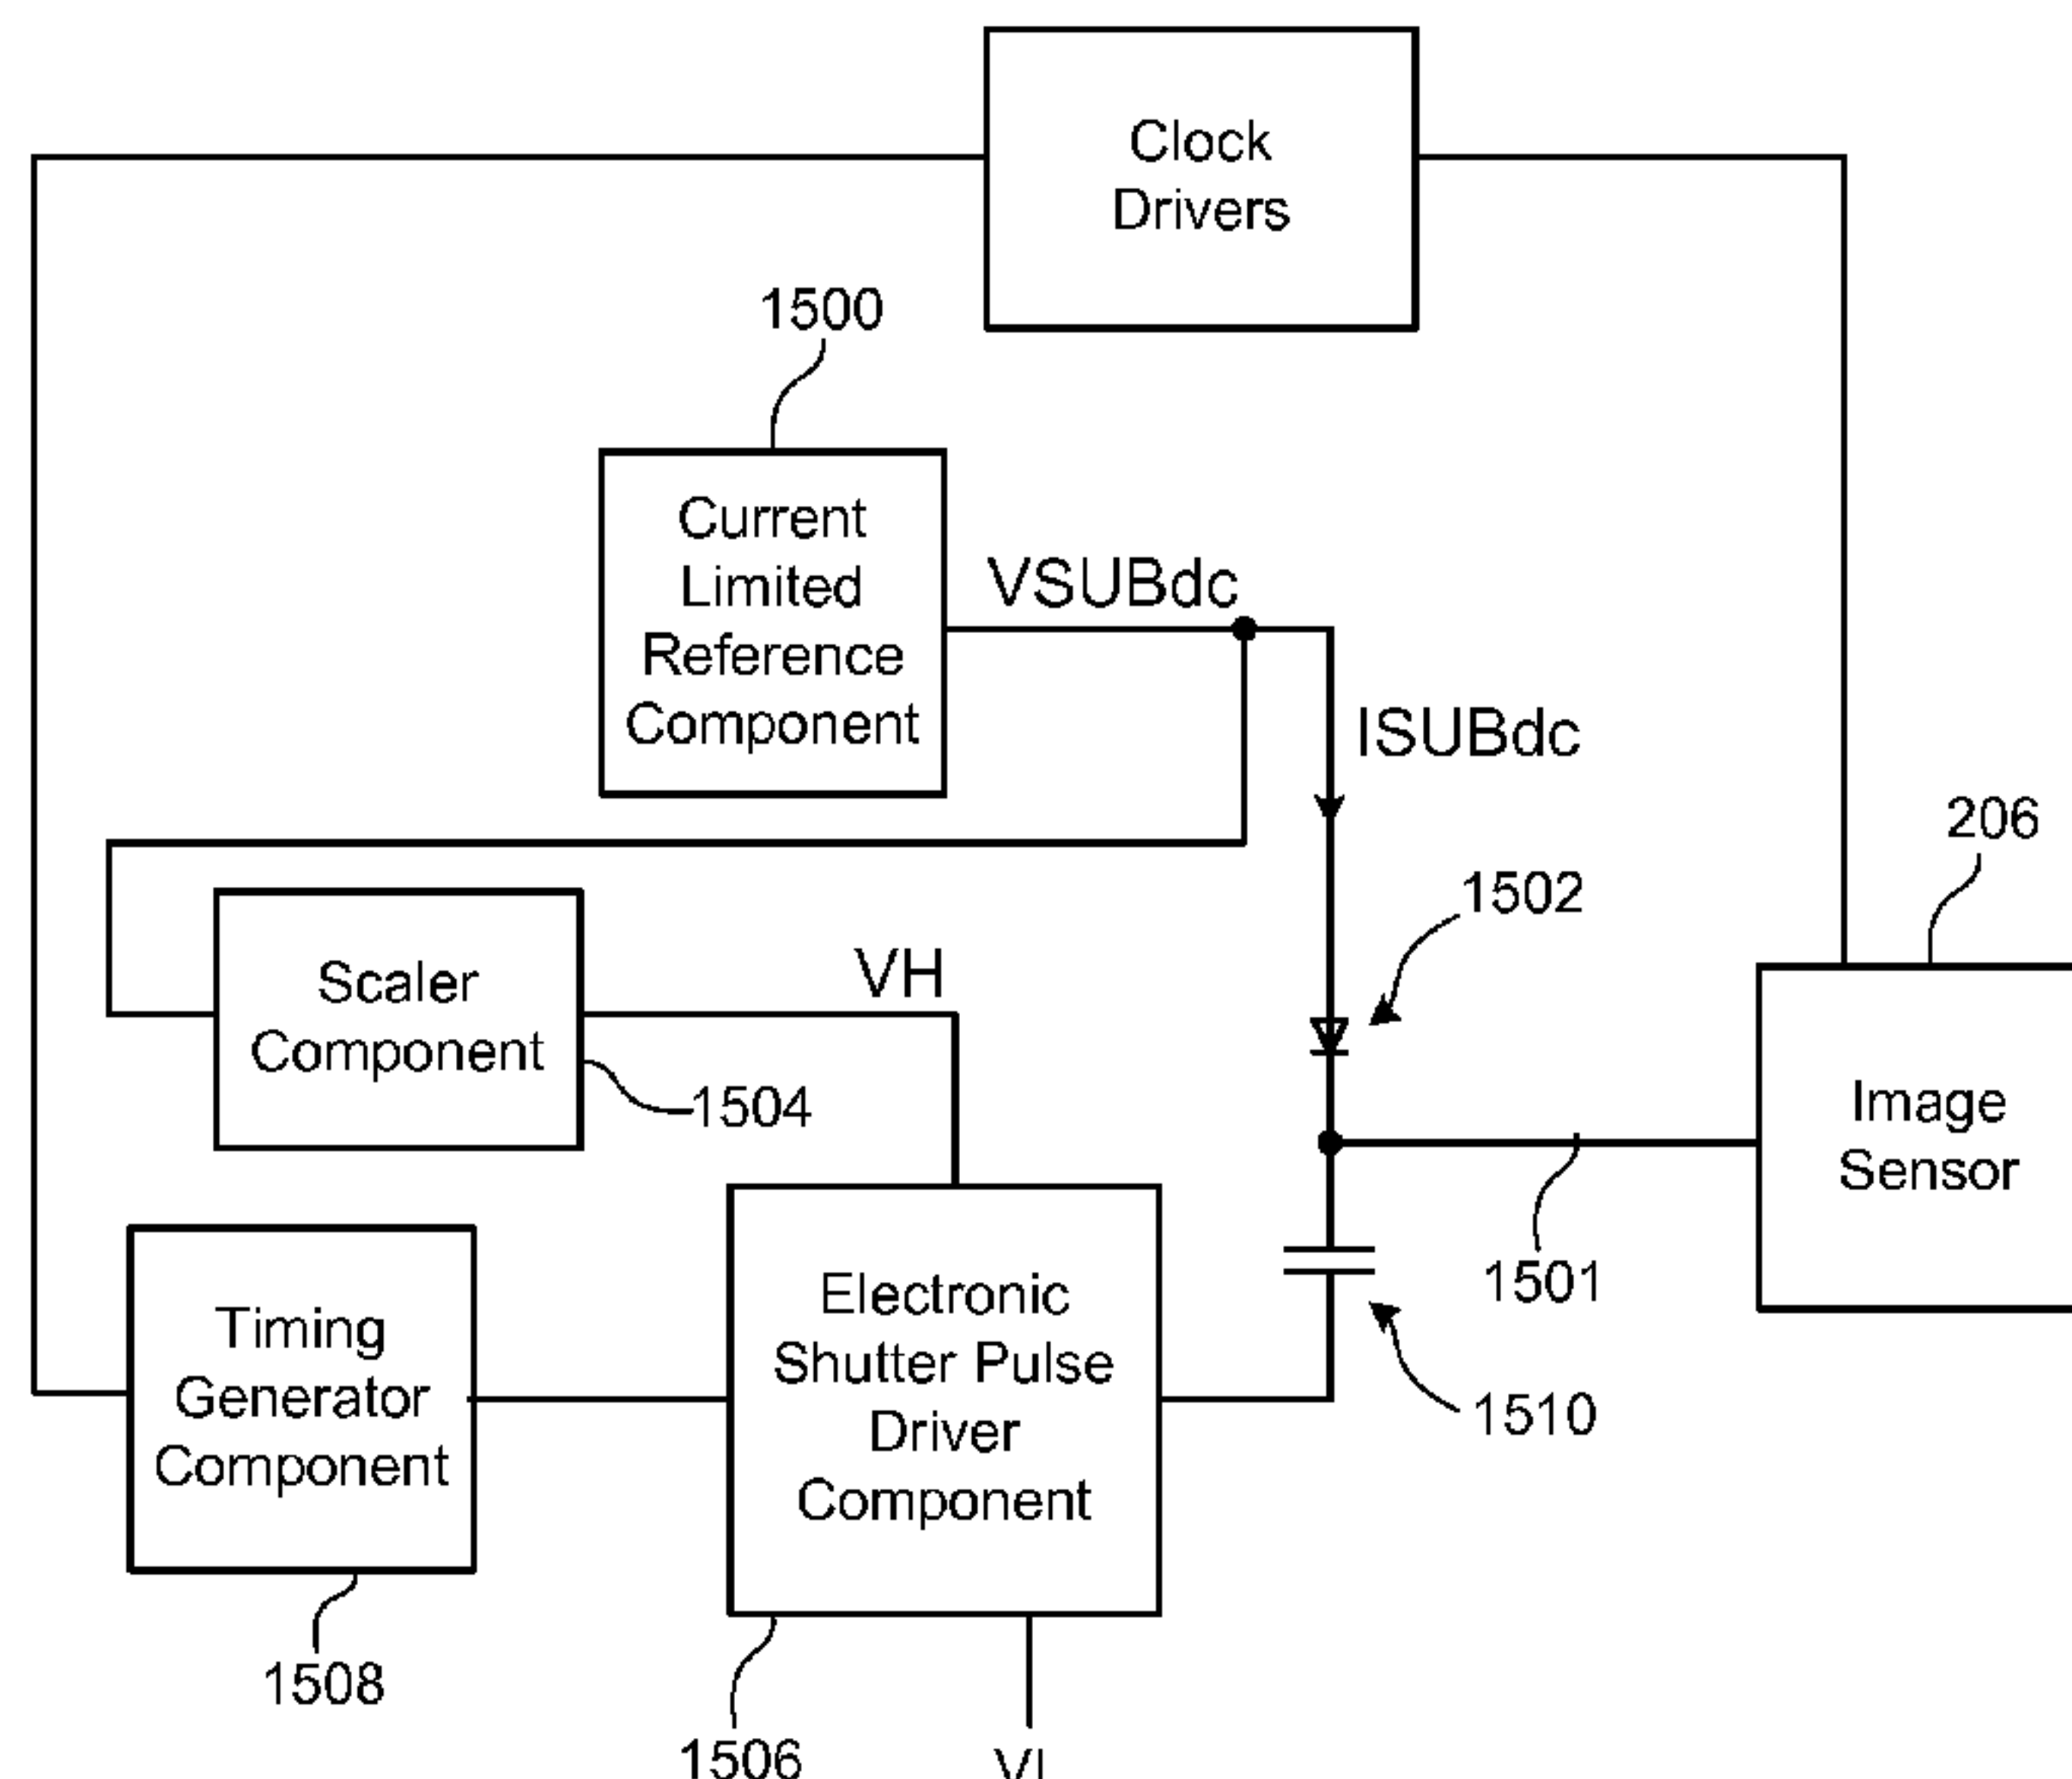 Clock
Drivers
1500
Current
Limited
Reference
Component
VSUBdc
ISUBdc
206
1502
Scaler
Component
VH
1504
Image
Sensor
1501
Timing
Generator
Component
Electronic
Shutter Pulse
Driver
Component
1510
1508
1506
VL